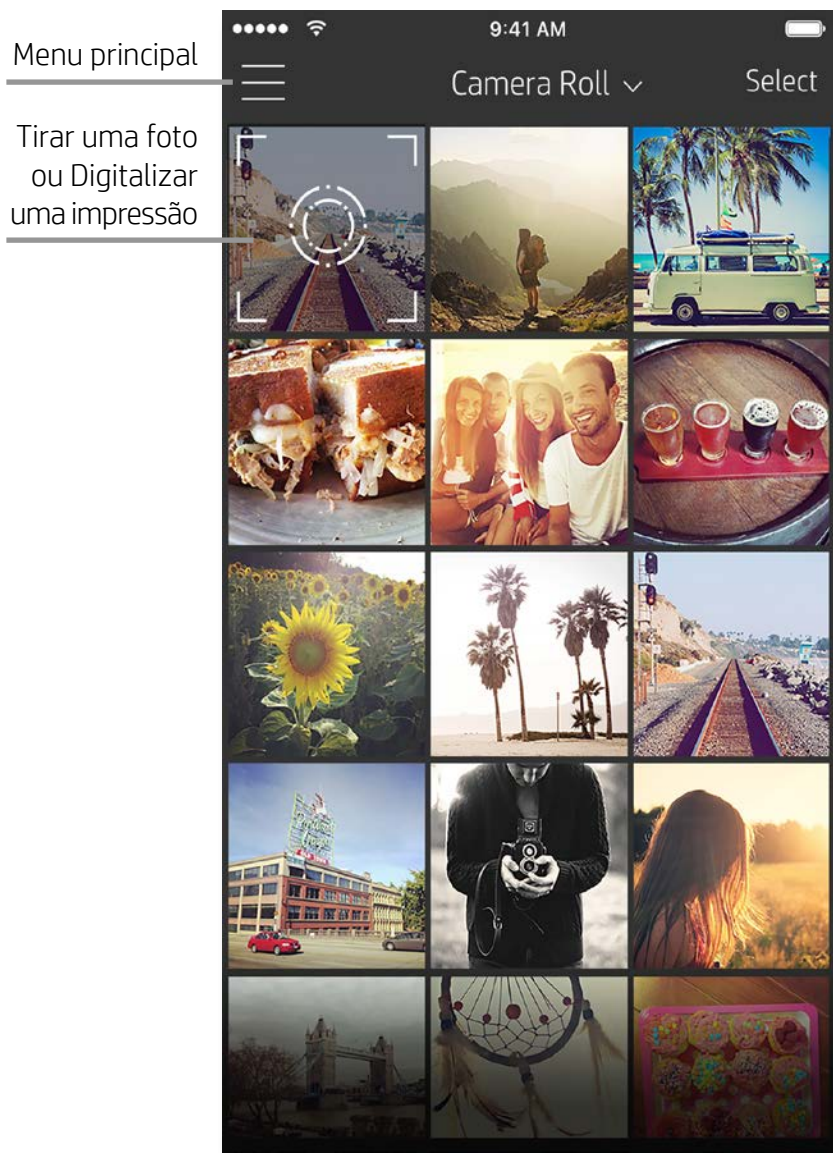 9:41 AM
Menu principal
Camera Roll
Select
Tirar uma foto
ou Digitalizar
uma impressão